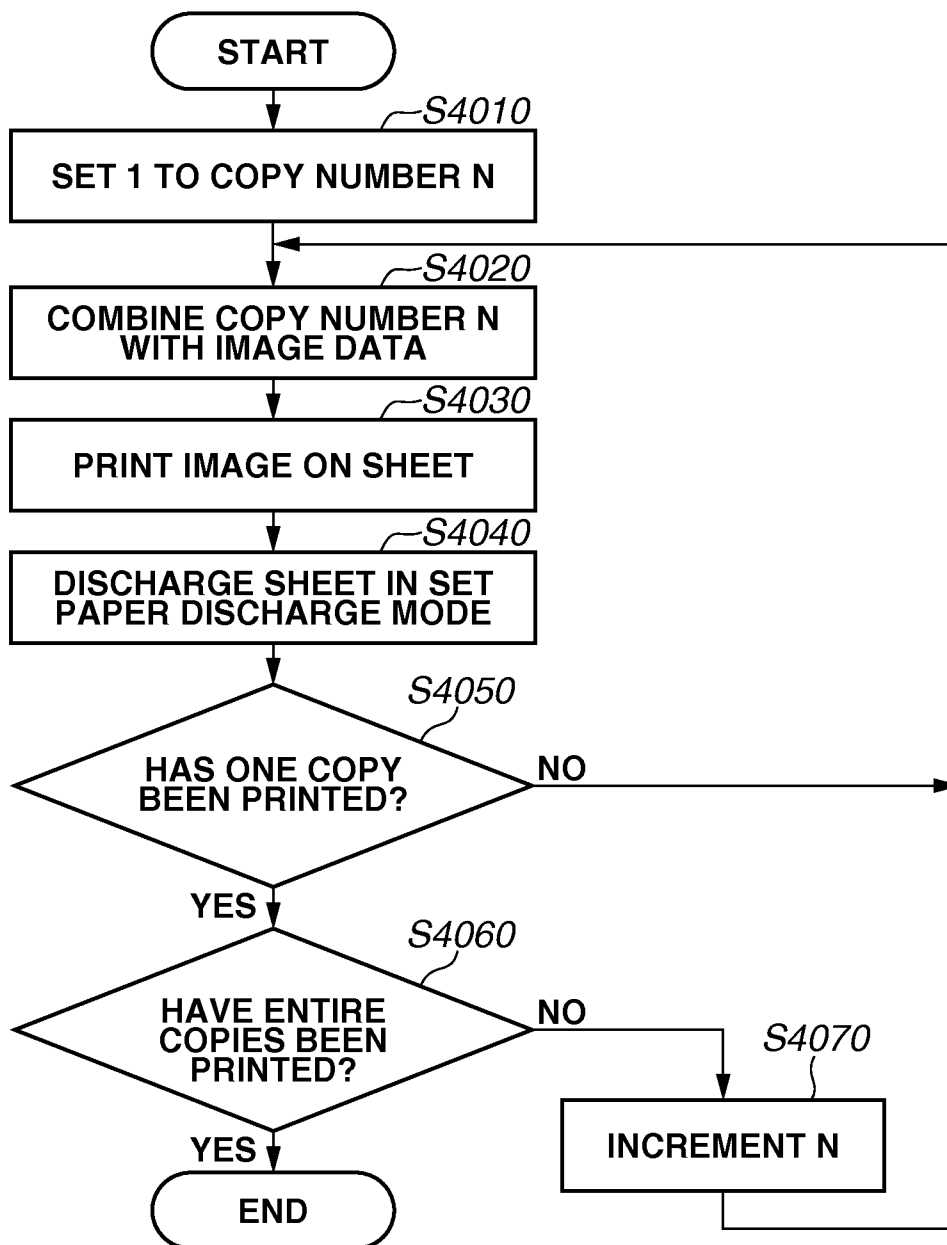 START
S4010
SET 1 TO COPY NUMBER N
S4020
COMBINE COPY NUMBER N
WITH IMAGE DATA
S4030
PRINT IMAGE ON SHEET
S4040
DISCHARGE SHEET IN SET
PAPER DISCHARGE MODE
S4050
HAS ONE COPY
BEEN PRINTED?
NO
YES
S4060
HAVE ENTIRE
COPIES BEEN
PRINTED?
NO
S4070
INCREMENT N
YES
END